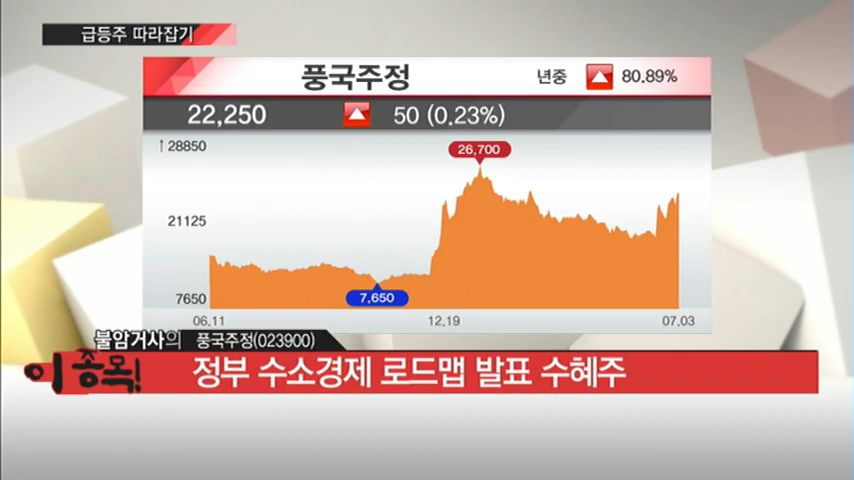 급등주 따라잡기
풍국주정
년중 ▲ 80.89%
22,250 ▲ 50 (0.23%)
↑28850
26,700
21125
7650
7,650
06.11 12.19 07.03
불암거사의 풍국주정(023900)
이 종목!
정부 수소경제 로드맵 발표 수혜주